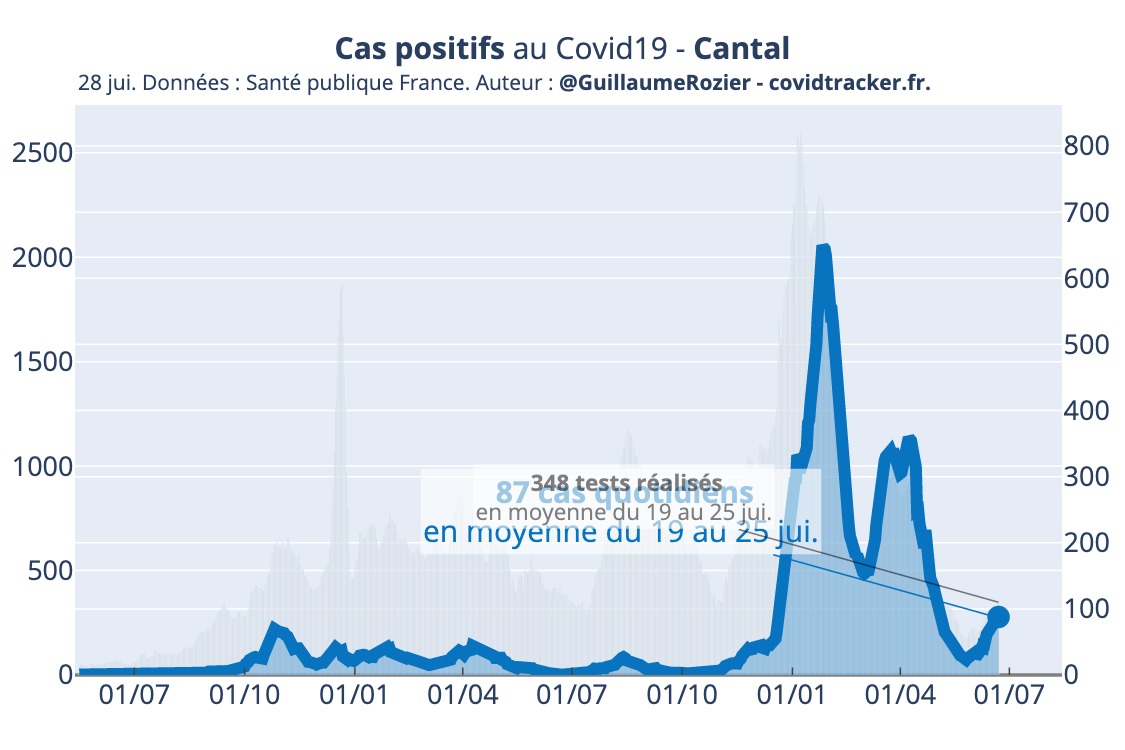 Cas positifs au Covid19 - Cantal
28 jui. Données : Santé publique France. Auteur : @GuillaumeRozier - covidtracker.fr.
2500
2000
1500
1000
500
0
800
700
600
500
400
300
200
100
0
348 tests réalisés
87 cas quotidiens
en moyenne du 19 au 25 jui.
en moyenne du 19 au 25 jui.
01/07 01/10 01/01 01/04 01/07 01/10 01/01 01/04 01/07